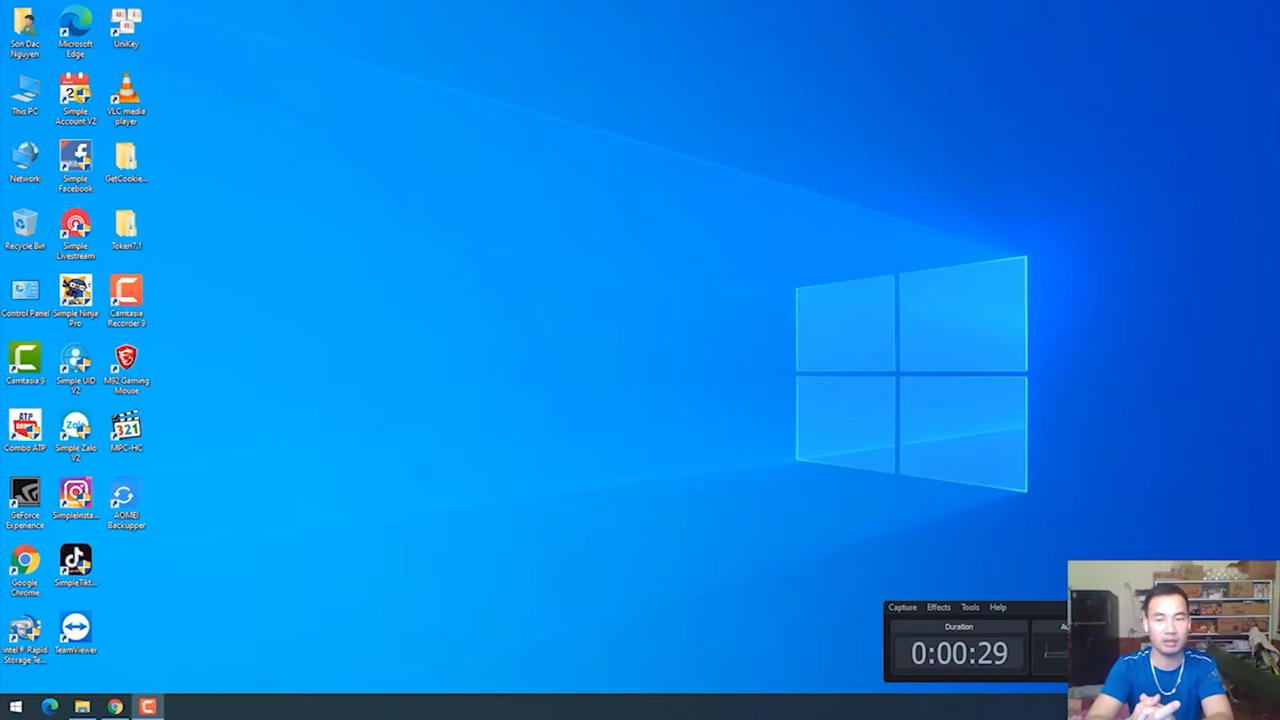 Son Dac
Nguyen
Microsoft
Edge
UniKey
This PC
Simple
Account V2
VLC media
player
Network
Simple
Facebook
GetCookie...
Recycle Bin
Simple
Livestream
Token7.1
Control Panel
Simple Ninja
Pro
Camtasia
Recorder 9
Camtasia 9
Simple UID
V2
M92 Gaming
Mouse
ATP
Combo ATP
Zalo
Simple Zalo
V2
321
MPC-HC
GeForce
Experience
SimpleInsta...
AOMEI
Backupper
Google
Chrome
SimpleTikt...
Intel® Rapid
Storage Te...
TeamViewer
Capture Effects Tools Help
Duration
0:00:29